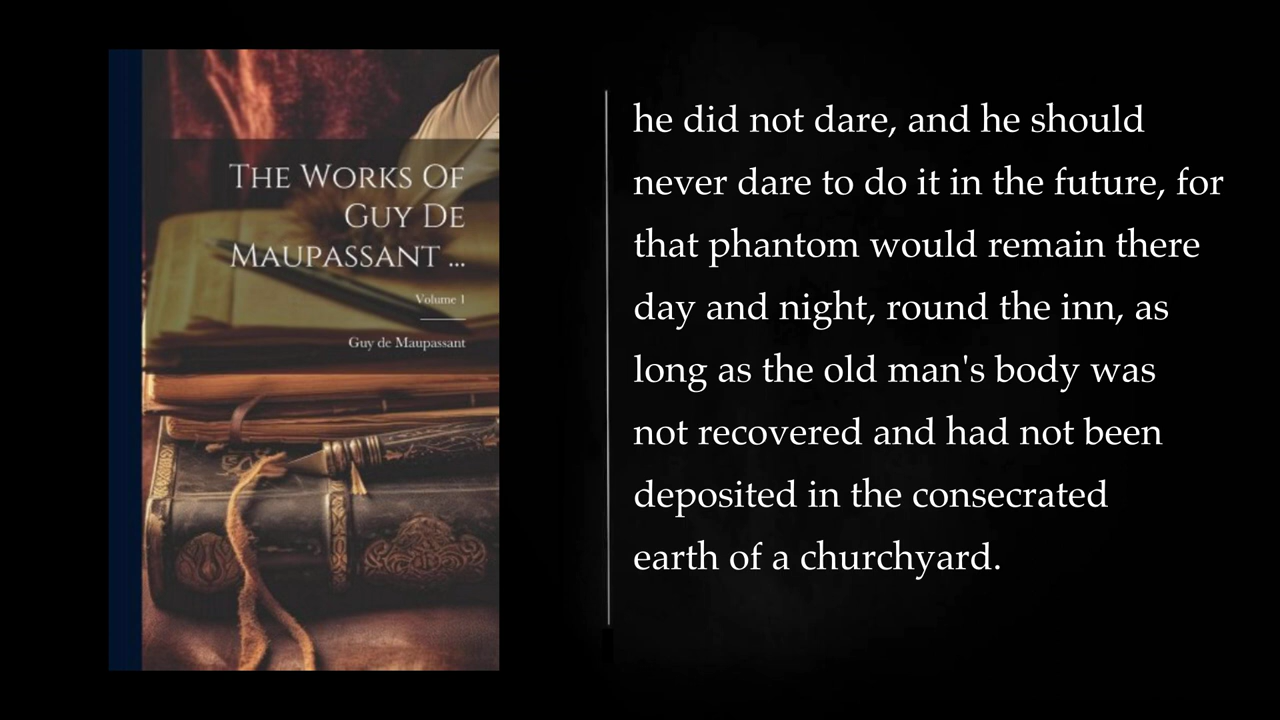 The Works Of
Guy De
Maupassant ...
Volume 1
Guy de Maupassant
he did not dare, and he should
never dare to do it in the future, for
that phantom would remain there
day and night, round the inn, as
long as the old man's body was
not recovered and had not been
deposited in the consecrated
earth of a churchyard.